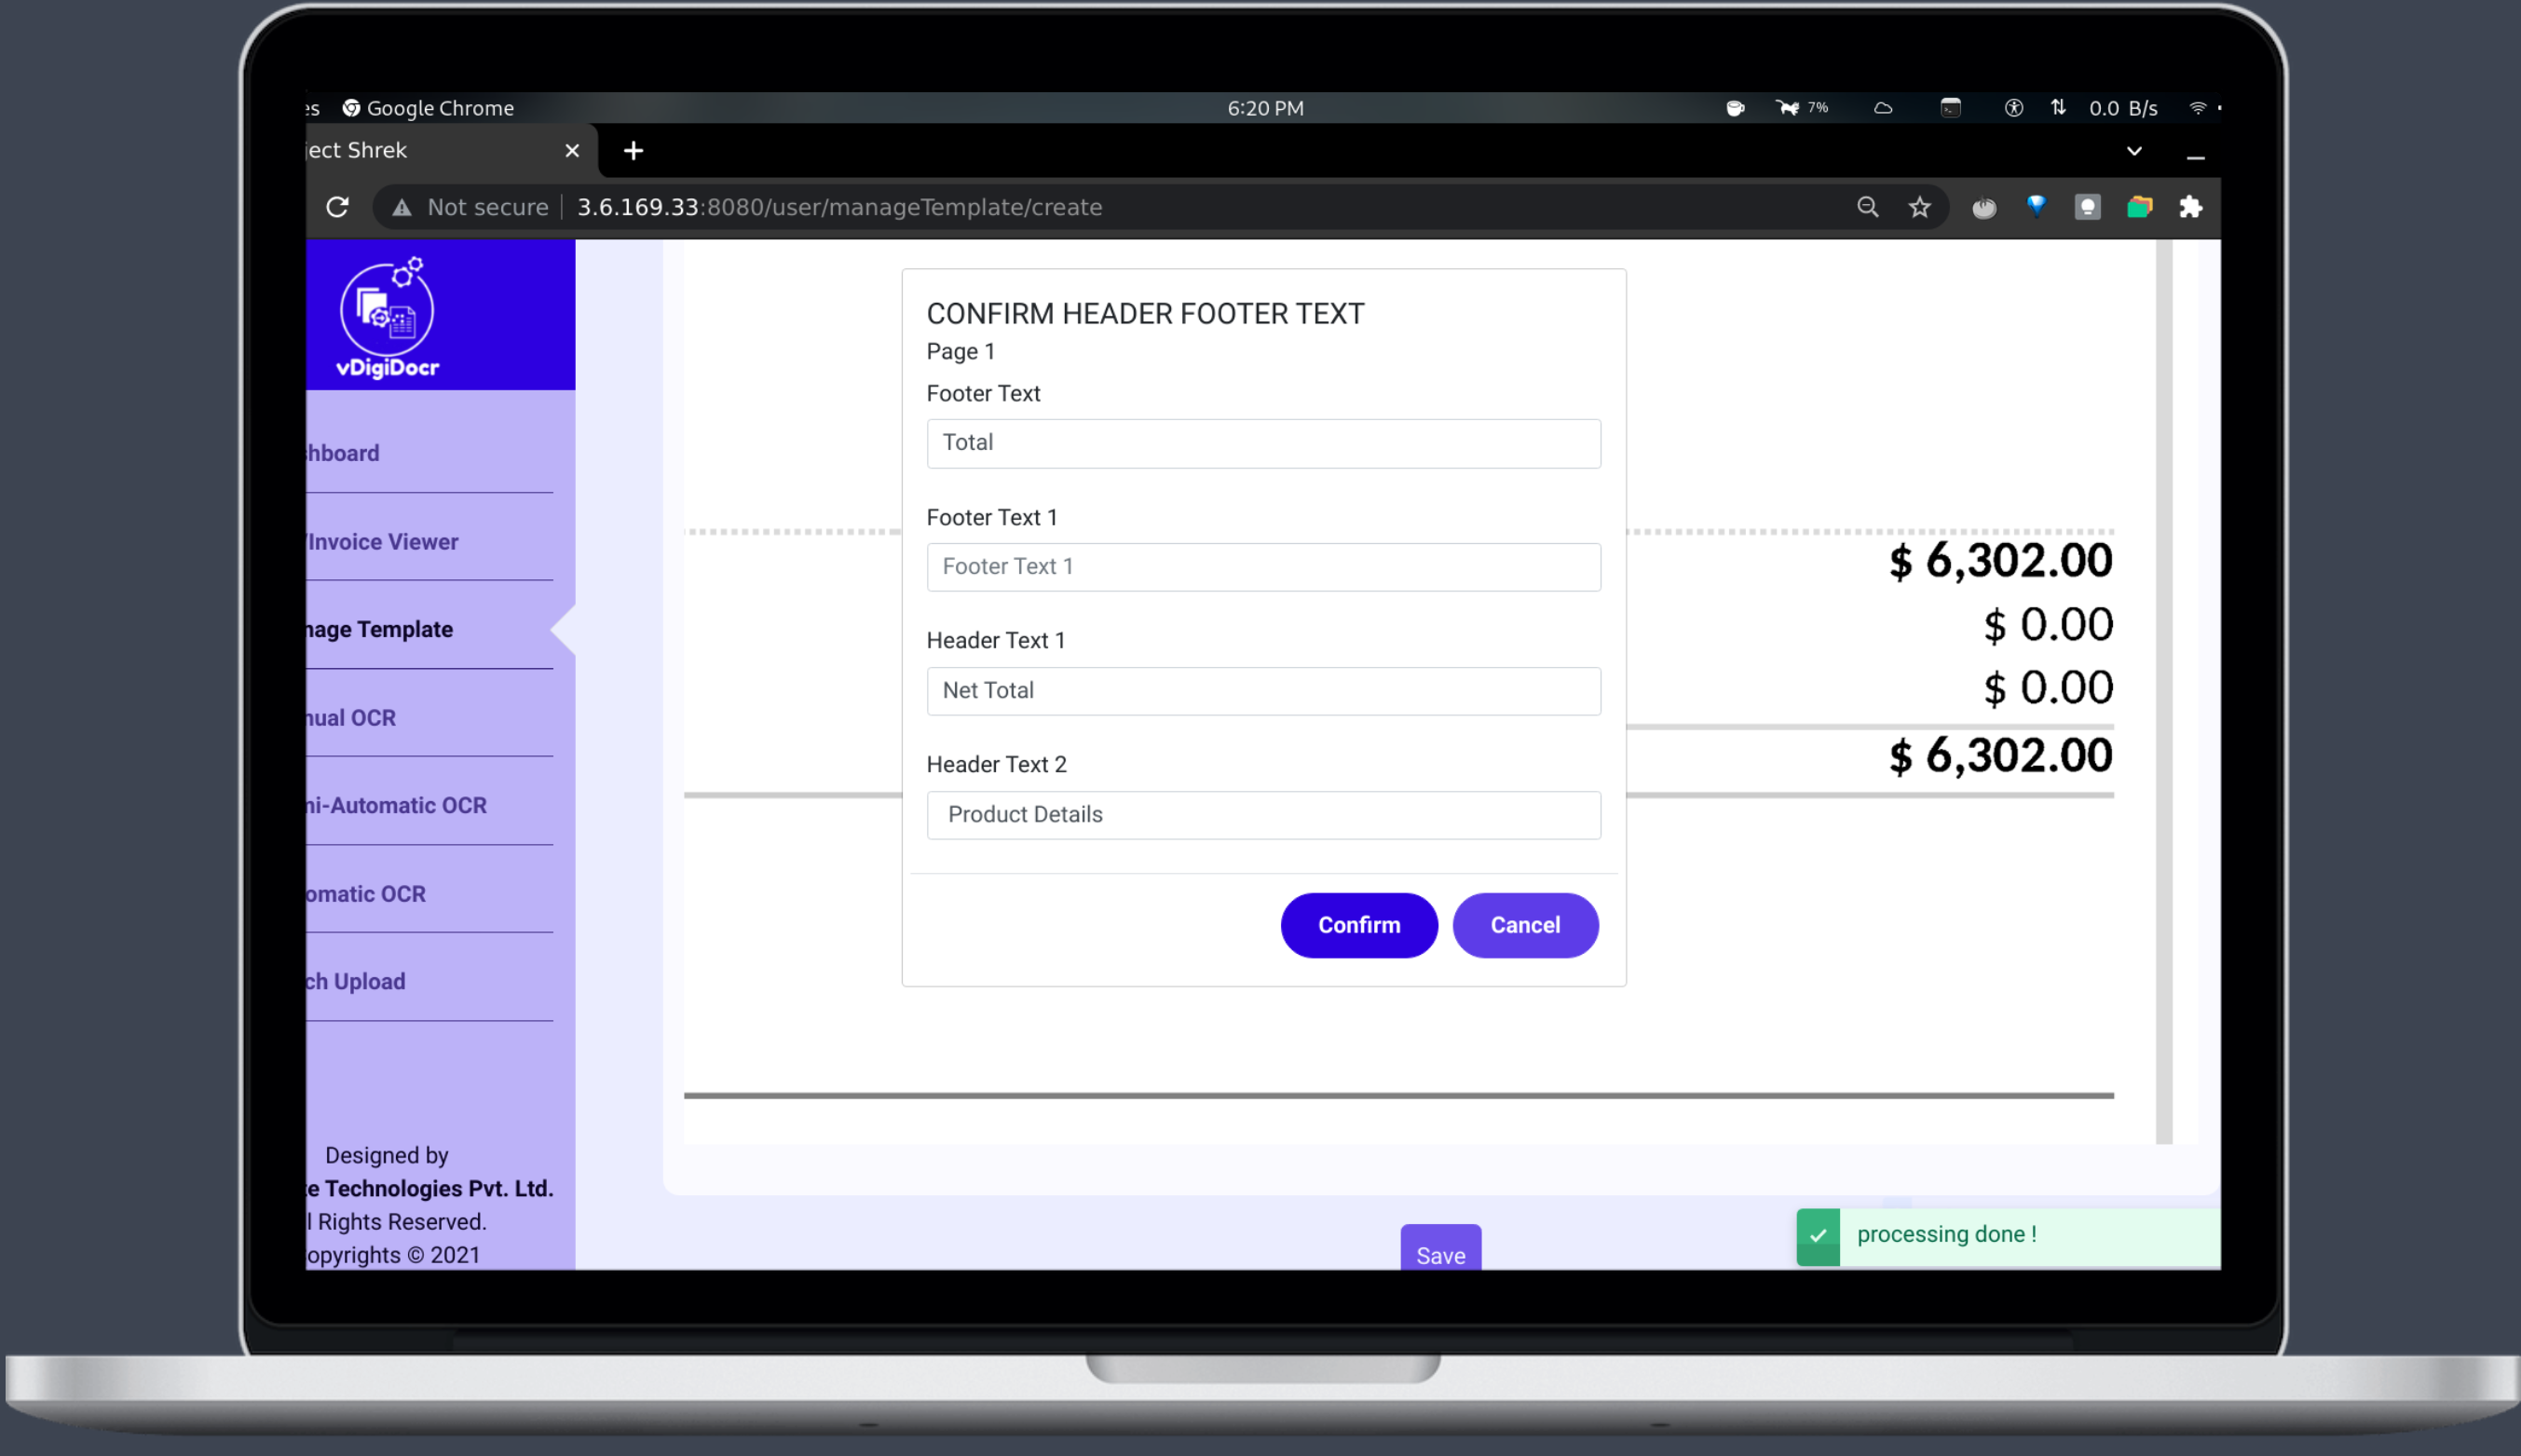 es Google Chrome 6:20 PM 7% 0.0 B/s
ject Shrek
Not secure 3.6.169.33:8080/user/manageTemplate/create
vDigiDocr
hboard
/Invoice Viewer
nage Template
nual OCR
ni-Automatic OCR
omatic OCR
ch Upload
Designed by
e Technologies Pvt. Ltd.
l Rights Reserved.
opyrights © 2021
CONFIRM HEADER FOOTER TEXT
Page 1
Footer Text
Total
Footer Text 1
Footer Text 1
Header Text 1
Net Total
Header Text 2
Product Details
Confirm Cancel
$ 6,302.00
$ 0.00
$ 0.00
$ 6,302.00
Save
processing done !